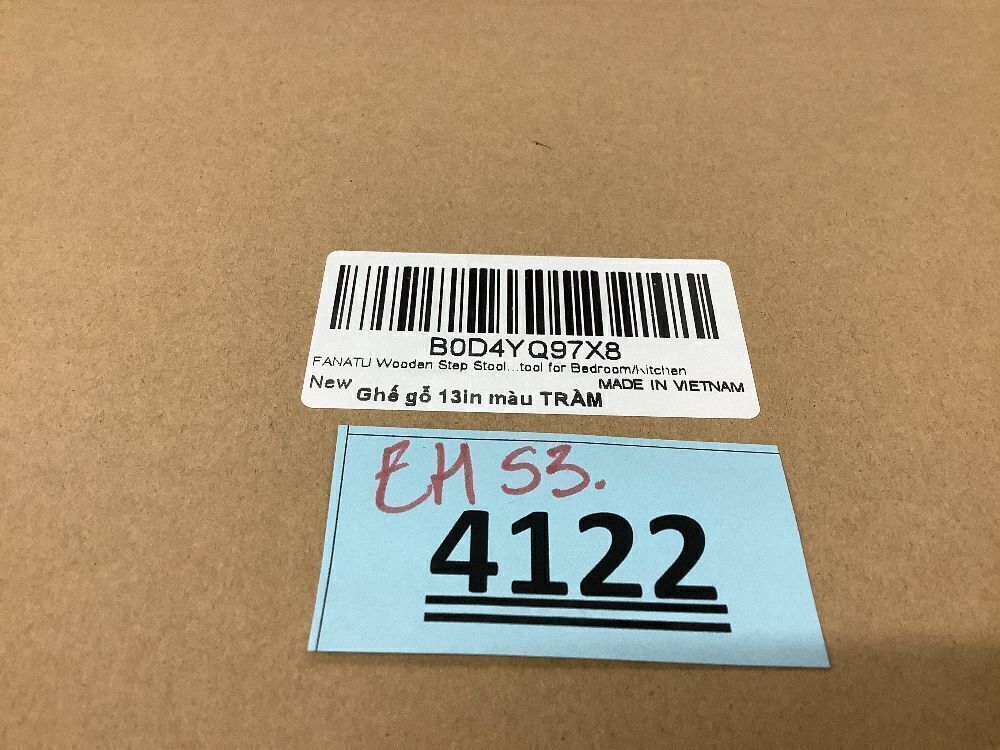 B0D4YQ97X8
FANATU Wooden Step Stool...tool for Bedroom/Kitchen
New MADE IN VIETNAM
Ghế gỗ 13in màu TRÀM
EH S3.
4122